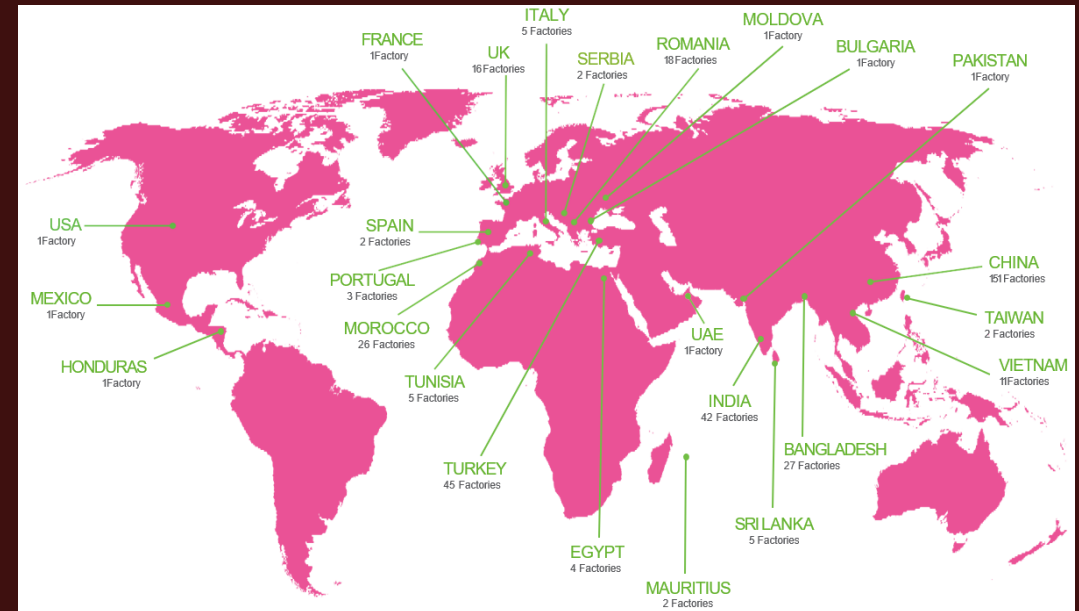 ITALY
5 Factories
MOLDOVA
1Factory
FRANCE
1Factory
UK
16 Factories
SERBIA
2 Factories
ROMANIA
18 Factories
BULGARIA
1Factory
PAKISTAN
1Factory
USA
1Factory
SPAIN
2 Factories
CHINA
151 Factories
PORTUGAL
3 Factories
MEXICO
1Factory
MOROCCO
26 Factories
UAE
1Factory
TAIWAN
2 Factories
HONDURAS
1Factory
TUNISIA
5 Factories
VIETNAM
11Factories
INDIA
42 Factories
BANGLADESH
27 Factories
TURKEY
45 Factories
SRI LANKA
5 Factories
EGYPT
4 Factories
MAURITIUS
2 Factories